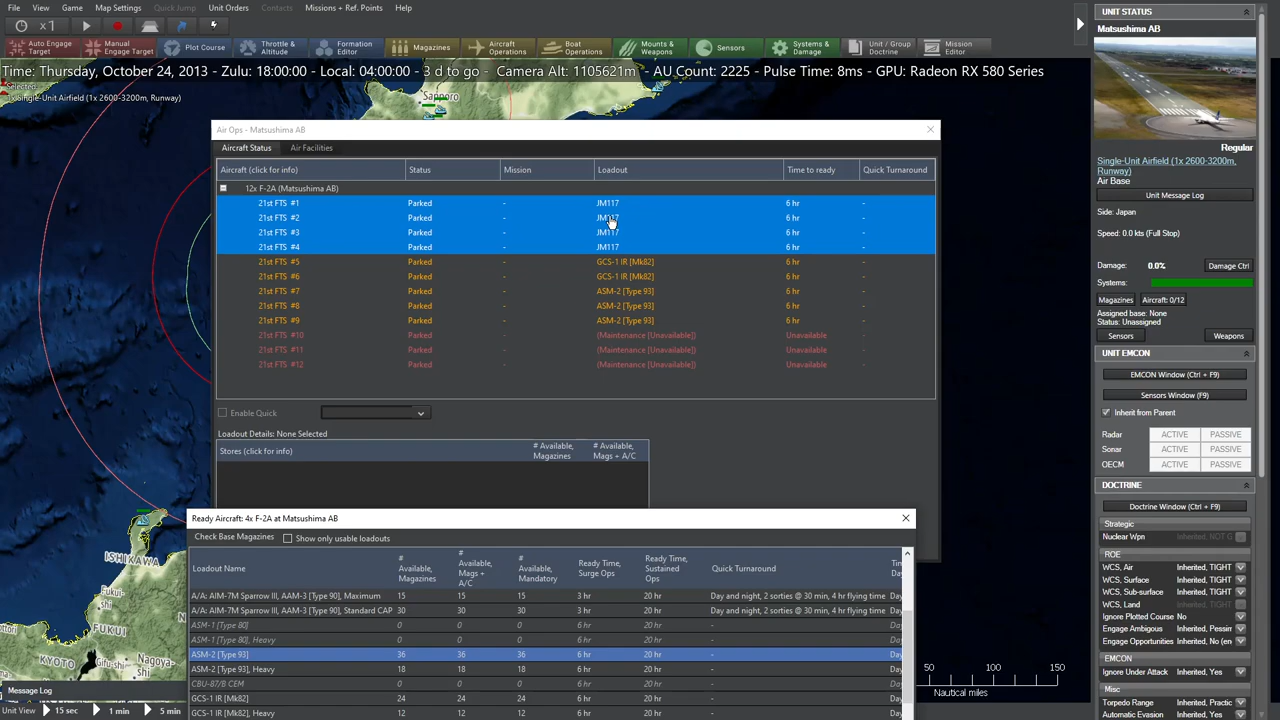 File View Game Map Settings Quick Jump Unit Orders Contacts Missions + Ref. Points Help
×1
Auto Engage Target Manual Engage Target Plot Course Throttle & Altitude Formation Editor Magazines Aircraft Operations Boat Operations Mounts & Weapons Sensors Systems & Damage Unit / Group Doctrine Mission Editor
Time: Thursday, October 24, 2013 - Zulu: 18:00:00 - Local: 04:00:00 - 3 d to go - Camera Alt: 1105621m - AU Count: 2225 - Pulse Time: 8ms - GPU: Radeon RX 580 Series
Selected:
1x Single-Unit Airfield (1x 2600-3200m, Runway)
Sapporo
Air Ops - Matsushima AB
Aircraft Status Air Facilities
Aircraft (click for info) Status Mission Loadout Time to ready Quick Turnaround
12x F-2A (Matsushima AB)
21st FTS #1 Parked - JM117 6 hr -
21st FTS #2 Parked - JM117 6 hr -
21st FTS #3 Parked - JM117 6 hr -
21st FTS #4 Parked - JM117 6 hr -
21st FTS #5 Parked - GCS-1 IR [Mk82] 6 hr -
21st FTS #6 Parked - GCS-1 IR [Mk82] 6 hr -
21st FTS #7 Parked - ASM-2 [Type 93] 6 hr -
21st FTS #8 Parked - ASM-2 [Type 93] 6 hr -
21st FTS #9 Parked - ASM-2 [Type 93] 6 hr -
21st FTS #10 Parked - (Maintenance [Unavailable]) Unavailable -
21st FTS #11 Parked - (Maintenance [Unavailable]) Unavailable -
21st FTS #12 Parked - (Maintenance [Unavailable]) Unavailable -
Enable Quick
Loadout Details: None Selected
Stores (click for info) # Available, Magazines # Available, Mags + A/C
Ready Aircraft: 4x F-2A at Matsushima AB
Check Base Magazines Show only usable loadouts
Loadout Name # Available, Magazines # Available, Mags + A/C # Available, Mandatory Ready Time, Surge Ops Ready Time, Sustained Ops Quick Turnaround
A/A: AIM-7M Sparrow III, AAM-3 [Type 90], Maximum 15 15 15 3 hr 20 hr Day and night, 2 sorties @ 30 min, 4 hr flying time Day
A/A: AIM-7M Sparrow III, AAM-3 [Type 90], Standard CAP 30 30 30 3 hr 20 hr Day and night, 2 sorties @ 30 min, 4 hr flying time Day
ASM-1 [Type 80] 0 0 0 6 hr 20 hr - Day
ASM-1 [Type 80], Heavy 0 0 0 6 hr 20 hr - Day
ASM-2 [Type 93] 36 36 36 6 hr 20 hr - Day
ASM-2 [Type 93], Heavy 18 18 18 6 hr 20 hr - Day
CBU-87/B CEM 0 0 0 6 hr 20 hr - Day
GCS-1 IR [Mk82] 24 24 24 6 hr 20 hr - Day
GCS-1 IR [Mk82], Heavy 12 12 12 6 hr 20 hr - Day
ISHIKAWA
FUKUI
KYOTO
Gifu-shi
Nagoya-
Tottori
Message Log
Unit View 15 sec 1 min 5 min
50 100 150
Nautical miles
UNIT STATUS
Matsushima AB
Regular
Single-Unit Airfield (1x 2600-3200m, Runway)
Air Base
Unit Message Log
Side: Japan
Speed: 0.0 kts (Full Stop)
Damage: 0.0% Damage Ctrl
Systems:
Magazines Aircraft: 0/12
Assigned base: None
Status: Unassigned
Sensors Weapons
UNIT EMCON
EMCON Window (Ctrl + F9)
Sensors Window (F9)
Inherit from Parent
Radar ACTIVE PASSIVE
Sonar ACTIVE PASSIVE
OECM ACTIVE PASSIVE
DOCTRINE
Doctrine Window (Ctrl + F9)
Strategic
Nuclear Wpn Inherited, NOT G
ROE
WCS, Air Inherited, TIGHT
WCS, Surface Inherited, TIGHT
WCS, Sub-surface Inherited, TIGHT
WCS, Land Inherited, TIGHT
Ignore Plotted Course No
Engage Ambiguous Inherited, Pessim
Engage Opportunities Inherited, No (en
EMCON
Ignore Under Attack Inherited, Yes
Misc
Torpedo Range Inherited, Practic
Automatic Evasion Inherited, Yes